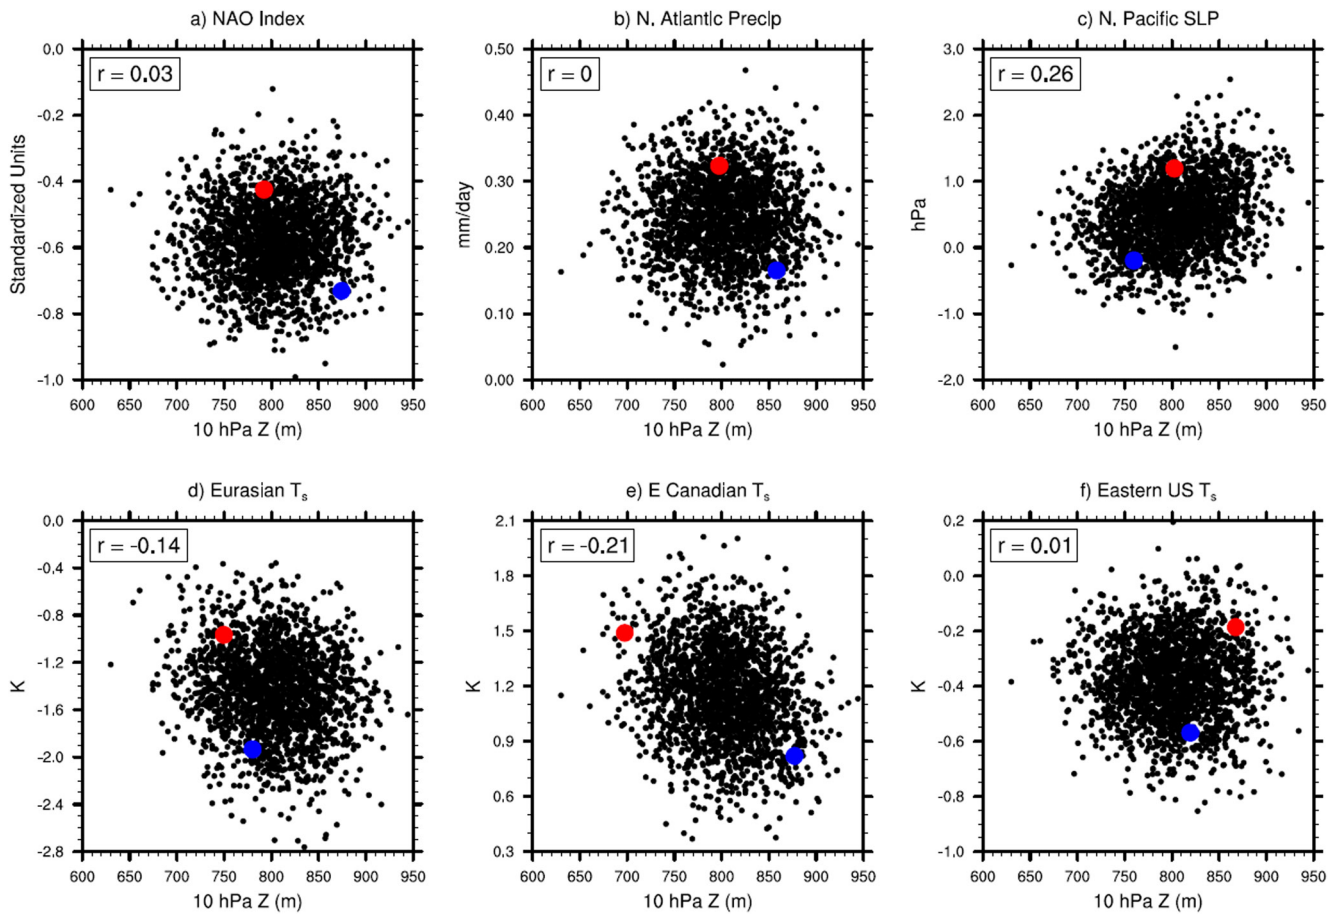 a) NAO Index
b) N. Atlantic Precip
c) N. Pacific SLP
0.0
-0.2
-0.4
-0.6
-0.8
-1.0
Standardized Units
r = 0.03
600 650 700 750 800 850 900 950
10 hPa Z (m)
0.50
0.40
0.30
0.20
0.10
0.00
mm/day
r = 0
600 650 700 750 800 850 900 950
10 hPa Z (m)
3.0
2.0
1.0
0.0
-1.0
-2.0
hPa
r = 0.26
600 650 700 750 800 850 900 950
10 hPa Z (m)
d) Eurasian Ts
e) E Canadian Ts
f) Eastern US Ts
0.0
-0.4
-0.8
-1.2
-1.6
-2.0
-2.4
-2.8
K
r = -0.14
600 650 700 750 800 850 900 950
10 hPa Z (m)
2.1
1.8
1.5
1.2
0.9
0.6
0.3
K
r = -0.21
600 650 700 750 800 850 900 950
10 hPa Z (m)
0.2
0.0
-0.2
-0.4
-0.6
-0.8
-1.0
K
r = 0.01
600 650 700 750 800 850 900 950
10 hPa Z (m)